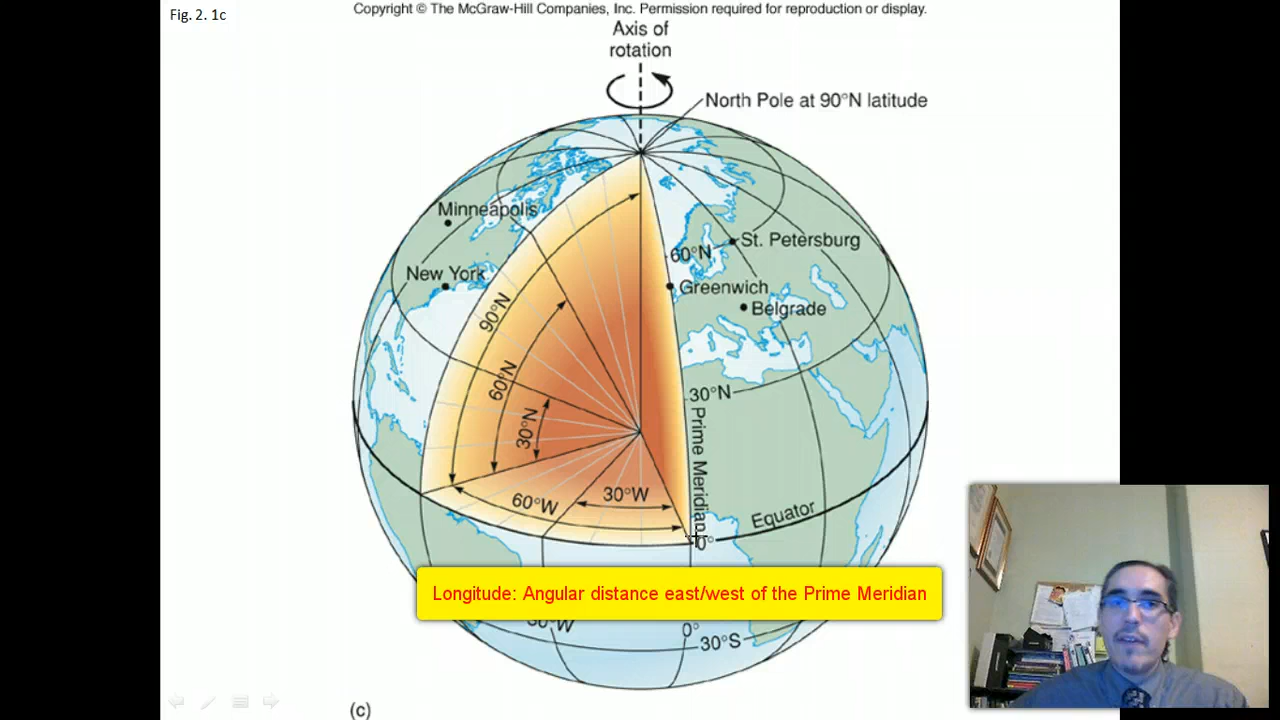 Fig. 2. 1c
Copyright © The McGraw-Hill Companies, Inc. Permission required for reproduction or display.
Axis of
rotation
North Pole at 90°N latitude
Minneapolis
St. Petersburg
60°N
New York
Greenwich
Belgrade
90°N
60°N
30°N
30°N
Prime Meridian
60°W
30°W
Equator
0°
Longitude: Angular distance east/west of the Prime Meridian
30°W
0°
30°S
(c)